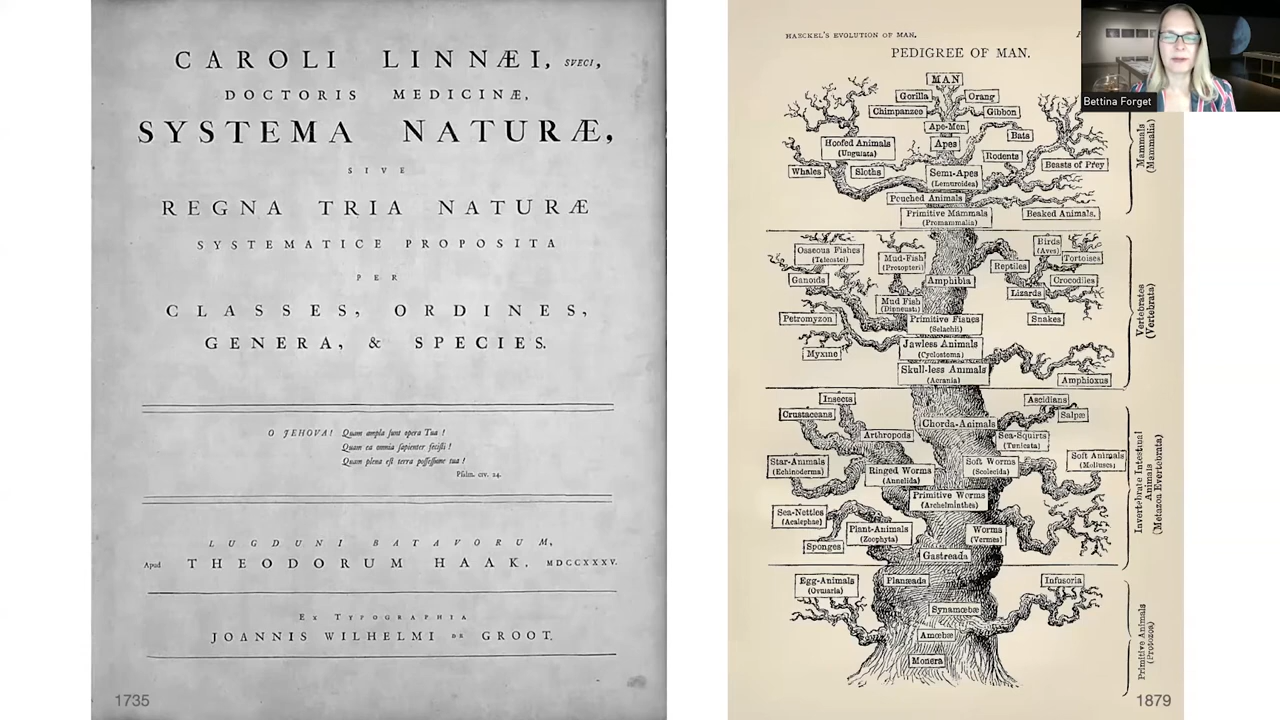 CAROLI LINNÆI, SVECI,
DOCTORIS MEDICINÆ,
SYSTEMA NATURÆ,
SIVE
REGNA TRIA NATURÆ
SYSTEMATICE PROPOSITA
PER
CLASSES, ORDINES,
GENERA, & SPECIES.
O JEHOVA! Quam ampla sunt opera Tua!
Quam ea omnia sapienter fecisti!
Quam plena est terra possessione tua!
Psalm. civ. 24.
LUGDUNI BATAVORUM,
Apud THEODORUM HAAK, MDCCXXXV.
EX TYPOGRAPHIA
JOANNIS WILHELMI DE GROOT.
1735
HAECKEL'S EVOLUTION OF MAN.
PEDIGREE OF MAN.
MAN
Gorilla
Orang
Chimpanzee
Gibbon
Ape-Men
Bats
Apes
Hoofed Animals
(Ungulata)
Rodents
Beasts of Prey
Whales
Sloths
Semi-Apes
(Lemuroidea)
Pouched Animals
Primitive Mammals
(Promammalia)
Beaked Animals.
Mammals
(Mammalia)
Osseous Fishes
(Teleostei)
Mud-Fish
(Protopteri)
Birds
(Aves)
Tortoises
Reptiles
Ganoids
Amphibia
Crocodiles
Lizards
Mud Fish
(Dipneusti)
Petromyzon
Primitive Fishes
(Selachii)
Snakes
Jawless Animals
(Cyclostoma)
Myxine
Skull-less Animals
(Acrania)
Amphioxus
Vertebrates
(Vertebrata)
Insects
Ascidians
Crustaceans
Salpæ
Chorda-Animals
Arthropods
Sea-Squirts
(Tunicata)
Star-Animals
(Echinoderma)
Ringed Worms
(Annelida)
Soft Worms
(Scolecida)
Soft Animals
(Mollusca)
Primitive Worms
(Archelminthes)
Sea-Nettles
(Acalephae)
Plant-Animals
(Zoophyta)
Worms
(Vermes)
Sponges
Gastreada
Invertebrate Intestinal
Animals
(Metazoa Evertebrata)
Egg-Animals
(Ovularia)
Planæada
Infusoria
Synamœbæ
Amœbæ
Monera
Primitive Animals
(Protozoa)
1879
Bettina Forget